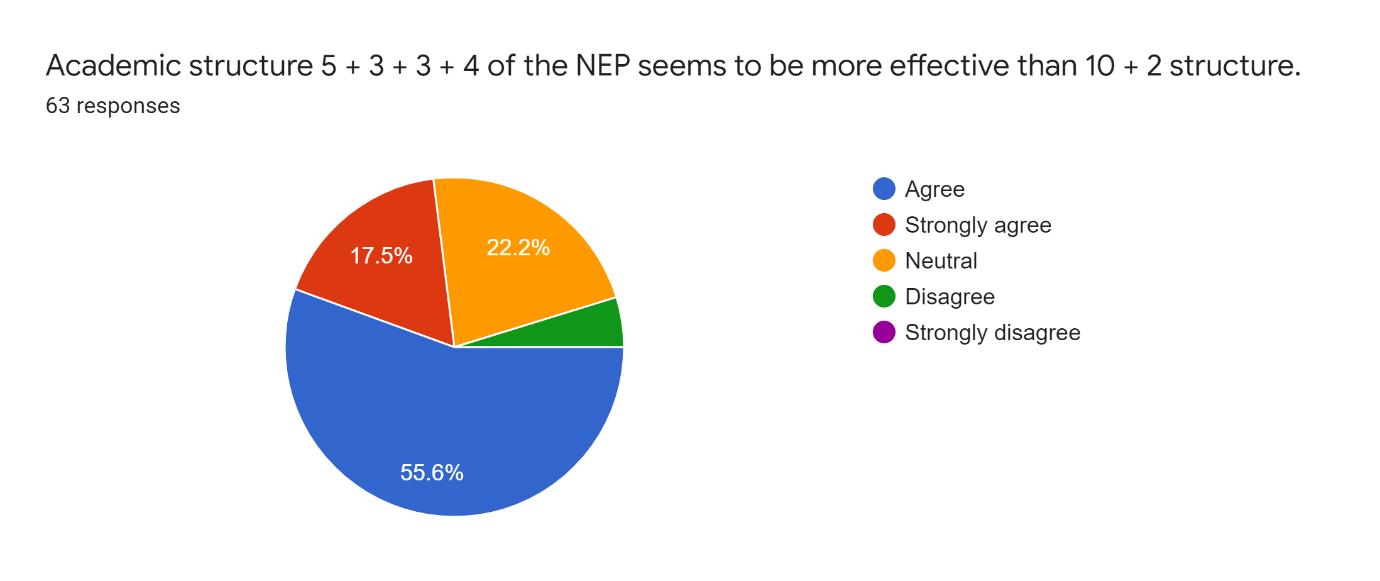 Academic structure 5 + 3 + 3 + 4 of the NEP seems to be more effective than 10 + 2 structure.
63 responses
Agree
Strongly agree
Neutral
Disagree
Strongly disagree
17.5%
22.2%
55.6%